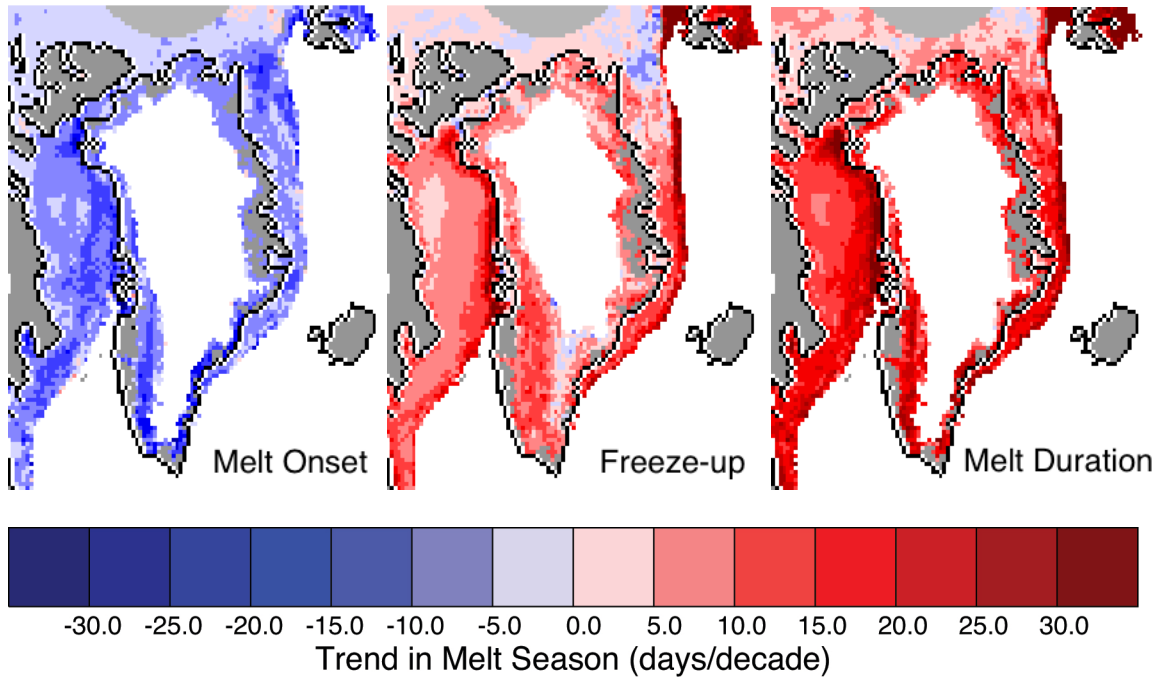 Melt Onset
Freeze-up
Melt Duration
-30.0 -25.0 -20.0 -15.0 -10.0 -5.0 0.0 5.0 10.0 15.0 20.0 25.0 30.0
Trend in Melt Season (days/decade)